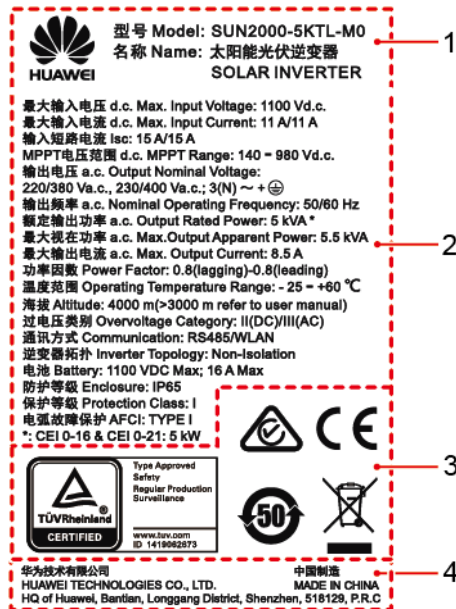 型号 Model: SUN2000-5KTL-M0
名称 Name: 太阳能光伏逆变器
SOLAR INVERTER
HUAWEI
1
最大输入电压 d.c. Max. Input Voltage: 1100 Vd.c.
最大输入电流 d.c. Max. Input Current: 11 A/11 A
输入短路电流 Isc: 15 A/15 A
MPPT电压范围 d.c. MPPT Range: 140 - 980 Vd.c.
输出电压 a.c. Output Nominal Voltage:
220/380 Va.c., 230/400 Va.c.; 3(N) ~ +
输出频率 a.c. Nominal Operating Frequency: 50/60 Hz
额定输出功率 a.c. Output Rated Power: 5 kVA *
最大视在功率 a.c. Max.Output Apparent Power: 5.5 kVA
2
最大输出电流 a.c. Max. Output Current: 8.5 A
功率因数 Power Factor: 0.8(lagging)-0.8(leading)
温度范围 Operating Temperature Range: - 25 ~ +60 ℃
海拔 Altitude: 4000 m(>3000 m refer to user manual)
过电压类别 Overvoltage Category: II(DC)/III(AC)
通讯方式 Communication: RS485/WLAN
逆变器拓扑 Inverter Topology: Non-Isolation
电池 Battery: 1100 VDC Max; 16 A Max
防护等级 Enclosure: IP65
保护等级 Protection Class: I
电弧故障保护 AFCI: TYPE I
*: CEI 0-16 & CEI 0-21: 5 kW
CE
3
TÜVRheinland
CERTIFIED
Type Approved
Safety
Regular Production
Surveillance
www.tuv.com
ID 1419062673
50
4
华为技术有限公司 中国制造
HUAWEI TECHNOLOGIES CO., LTD. MADE IN CHINA
HQ of Huawei, Bantian, Longgang District, Shenzhen, 518129, P.R.C